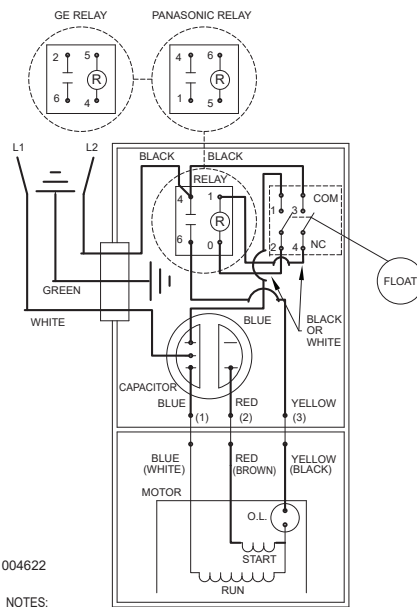 GE RELAY
PANASONIC RELAY
2 5
R
6 4
4 6
R
1 5
L1
L2
BLACK
BLACK
RELAY
4 1
R
6 0
COM
1 3
2 4
NC
FLOAT
GREEN
WHITE
BLUE
BLACK
OR
WHITE
CAPACITOR
BLUE
RED
YELLOW
(1)
(2)
(3)
BLUE
(WHITE)
RED
(BROWN)
YELLOW
(BLACK)
MOTOR
O.L.
START
RUN
004622
NOTES: